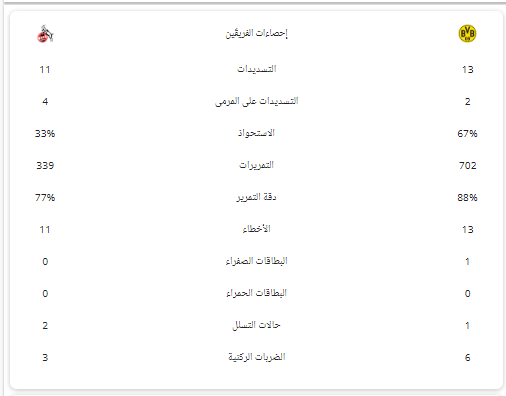 BVB 09 إحصاءات الفريقين
13 التسديدات 11
2 التسديدات على المرمى 4
67% الاستحواذ 33%
702 التمريرات 339
88% دقة التمرير 77%
13 الأخطاء 11
1 البطاقات الصفراء 0
0 البطاقات الحمراء 0
1 حالات التسلل 2
6 الضربات الركنية 3